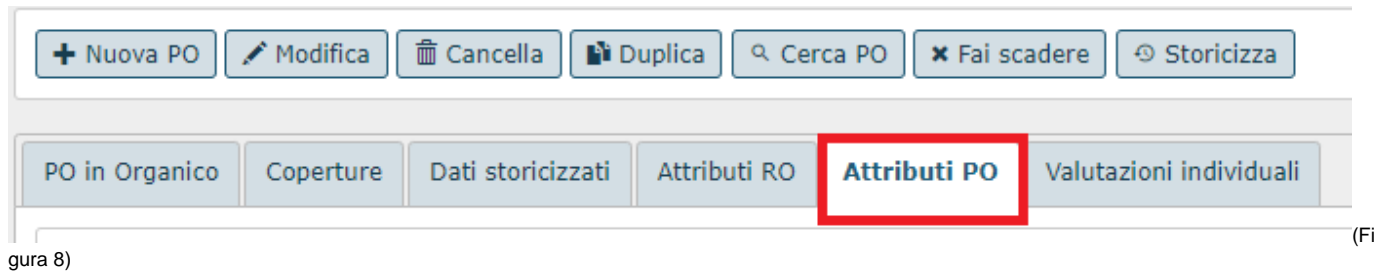 Nuova PO Modifica Cancella Duplica Cerca PO Fai scadere Storicizza
PO in Organico Coperture Dati storicizzati Attributi RO Attributi PO Valutazioni individuali
(Fi
gura 8)